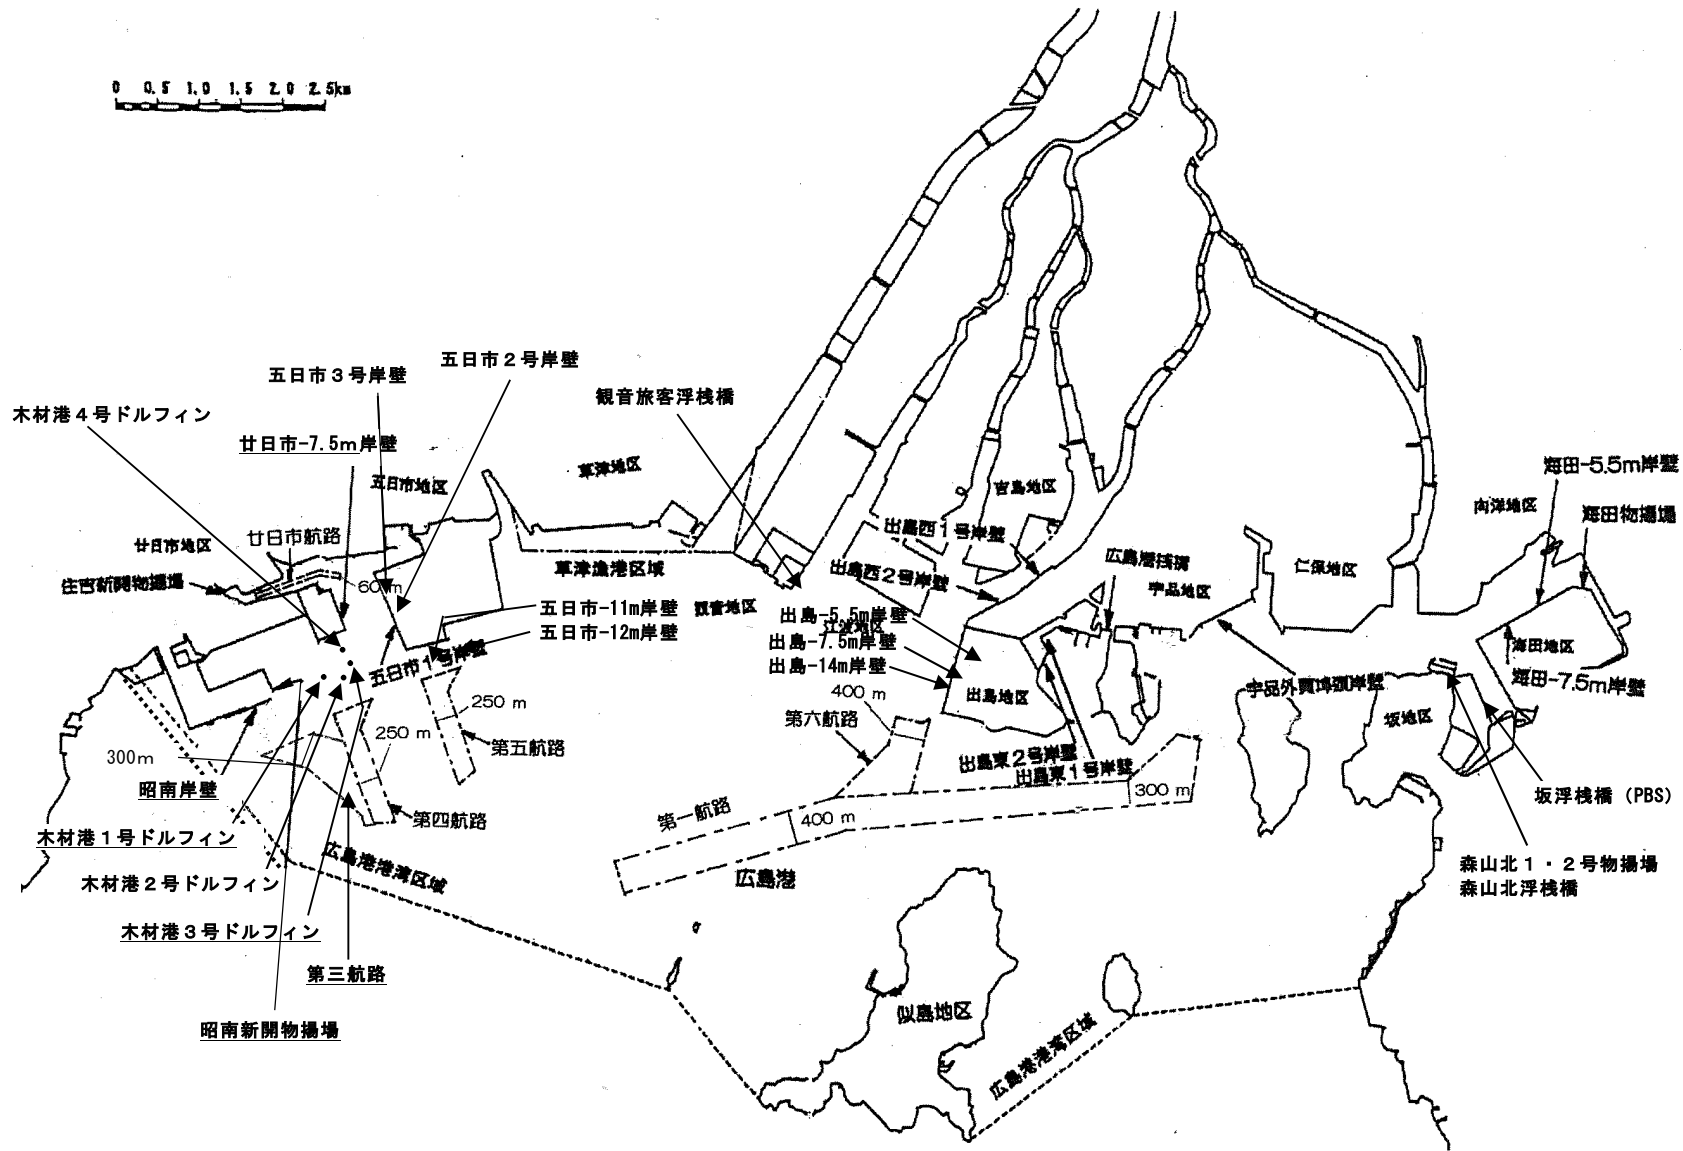 0 0.5 1.0 1.5 2.0 2.5km
五日市２号岸壁
五日市３号岸壁
観音旅客浮桟橋
木材港４号ドルフィン
廿日市-7.5m岸壁
草津地区
海田-5.5m岸壁
五日市地区
吉島地区
内洋地区
海田物揚場
廿日市航路
出島西1号岸壁
廿日市地区
広島港桟橋
草津漁港区域
出島西2号岸壁
仁保地区
住吉新開物揚場
60m
宇品地区
五日市-11m岸壁
観音地区
出島-5.5m岸壁
江波地区
五日市-12m岸壁
出島-7.5m岸壁
海田地区
五日市1号岸壁
出島-14m岸壁
海田-7.5m岸壁
400 m
出島地区
宇品外貿埠頭岸壁
250 m
第六航路
坂地区
250 m
第五航路
300m
出島東2号岸壁
出島東1号岸壁
昭南岸壁
300 m
坂浮桟橋（PBS）
第一航路
400 m
第四航路
木材港１号ドルフィン
広島港港湾区域
広島港
森山北１・２号物揚場
森山北浮桟橋
木材港２号ドルフィン
木材港３号ドルフィン
第三航路
似島地区
昭南新開物揚場
広島港港湾区域